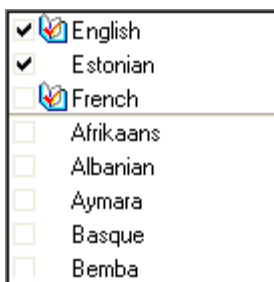 English
Estonian
French
Afrikaans
Albanian
Aymara
Basque
Bemba